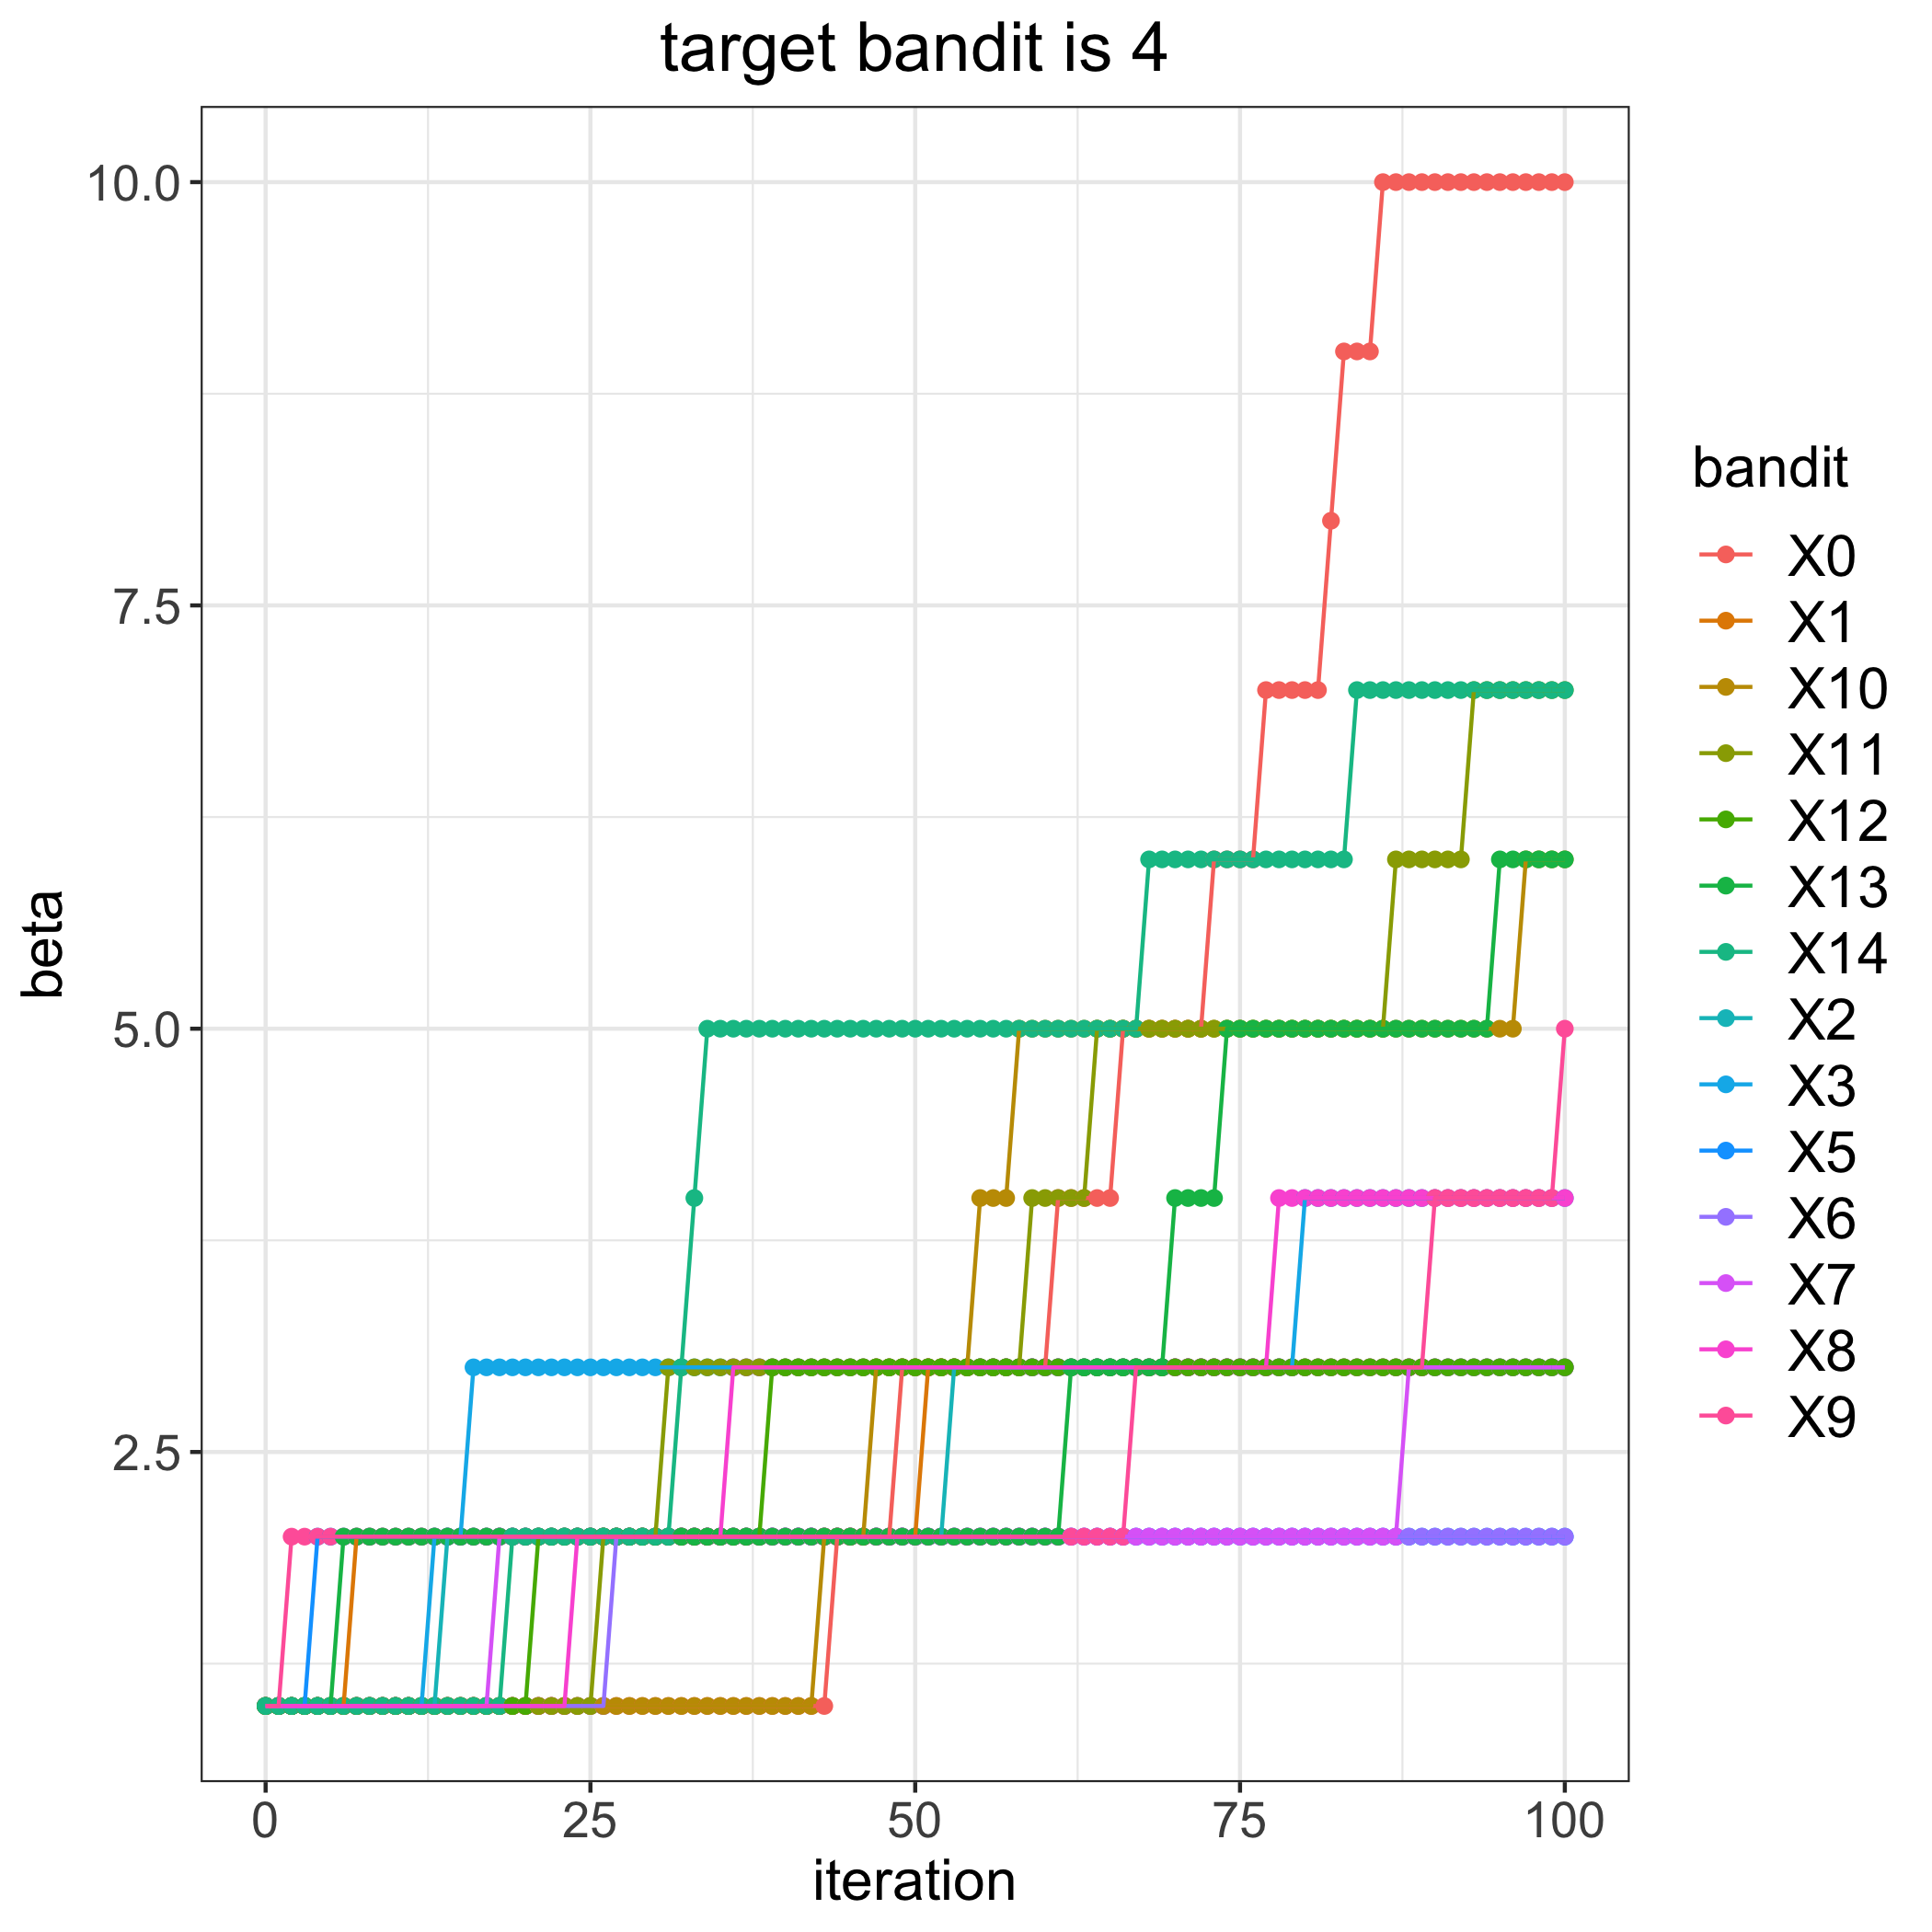 target bandit is 4
10.0
7.5
5.0
2.5
beta
0
25
50
75
100
iteration
bandit
X0
X1
X10
X11
X12
X13
X14
X2
X3
X5
X6
X7
X8
X9